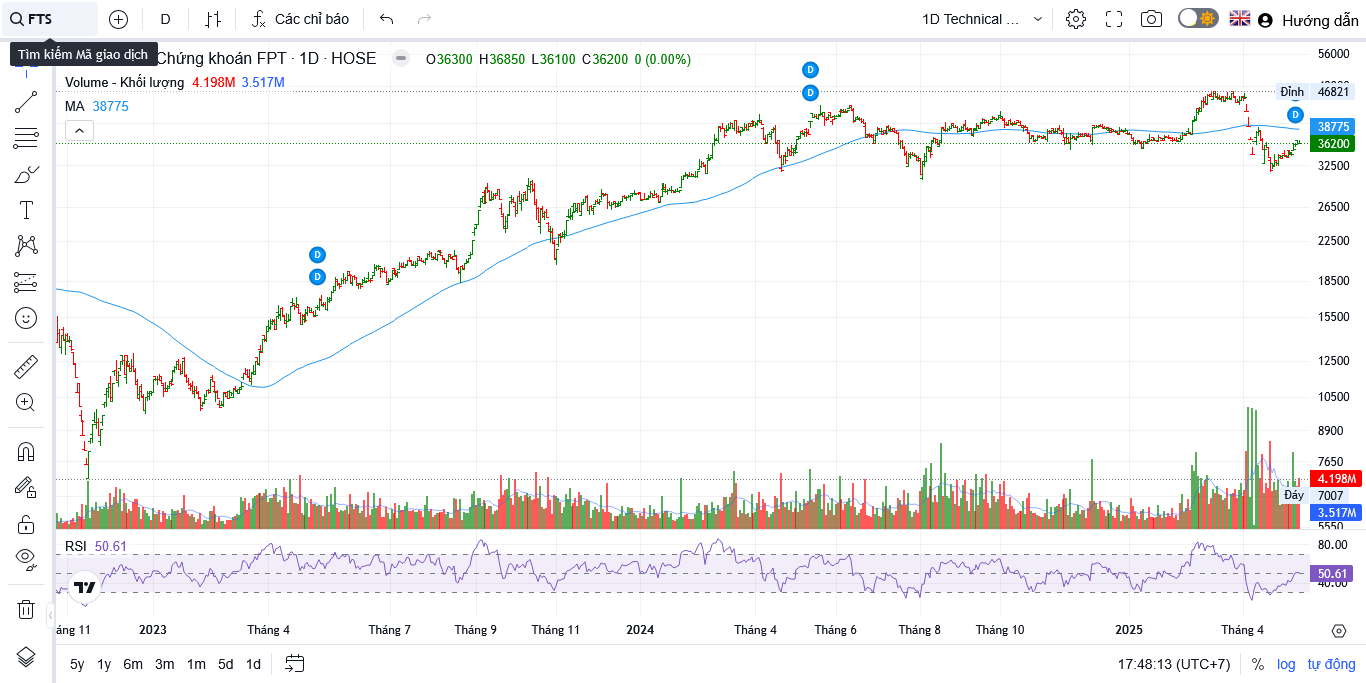 FTS
D
Các chỉ báo
1D Technical ...
Hướng dẫn
Tìm kiếm Mã giao dịch
Chứng khoán FPT · 1D · HOSE
O36300 H36850 L36100 C36200 0 (0.00%)
Volume - Khối lượng 4.198M 3.517M
MA 38775
D
D
D
D
D
56000
Đỉnh 46821
38775
36200
32500
26500
22500
18500
15500
12500
10500
8900
7650
4.198M
Đáy 7007
3.517M
5550
RSI 50.61
80.00
50.61
40.00
áng 11 2023 Tháng 4 Tháng 7 Tháng 9 Tháng 11 2024 Tháng 4 Tháng 6 Tháng 8 Tháng 10 2025 Tháng 4
5y 1y 6m 3m 1m 5d 1d
17:48:13 (UTC+7) % log tự động